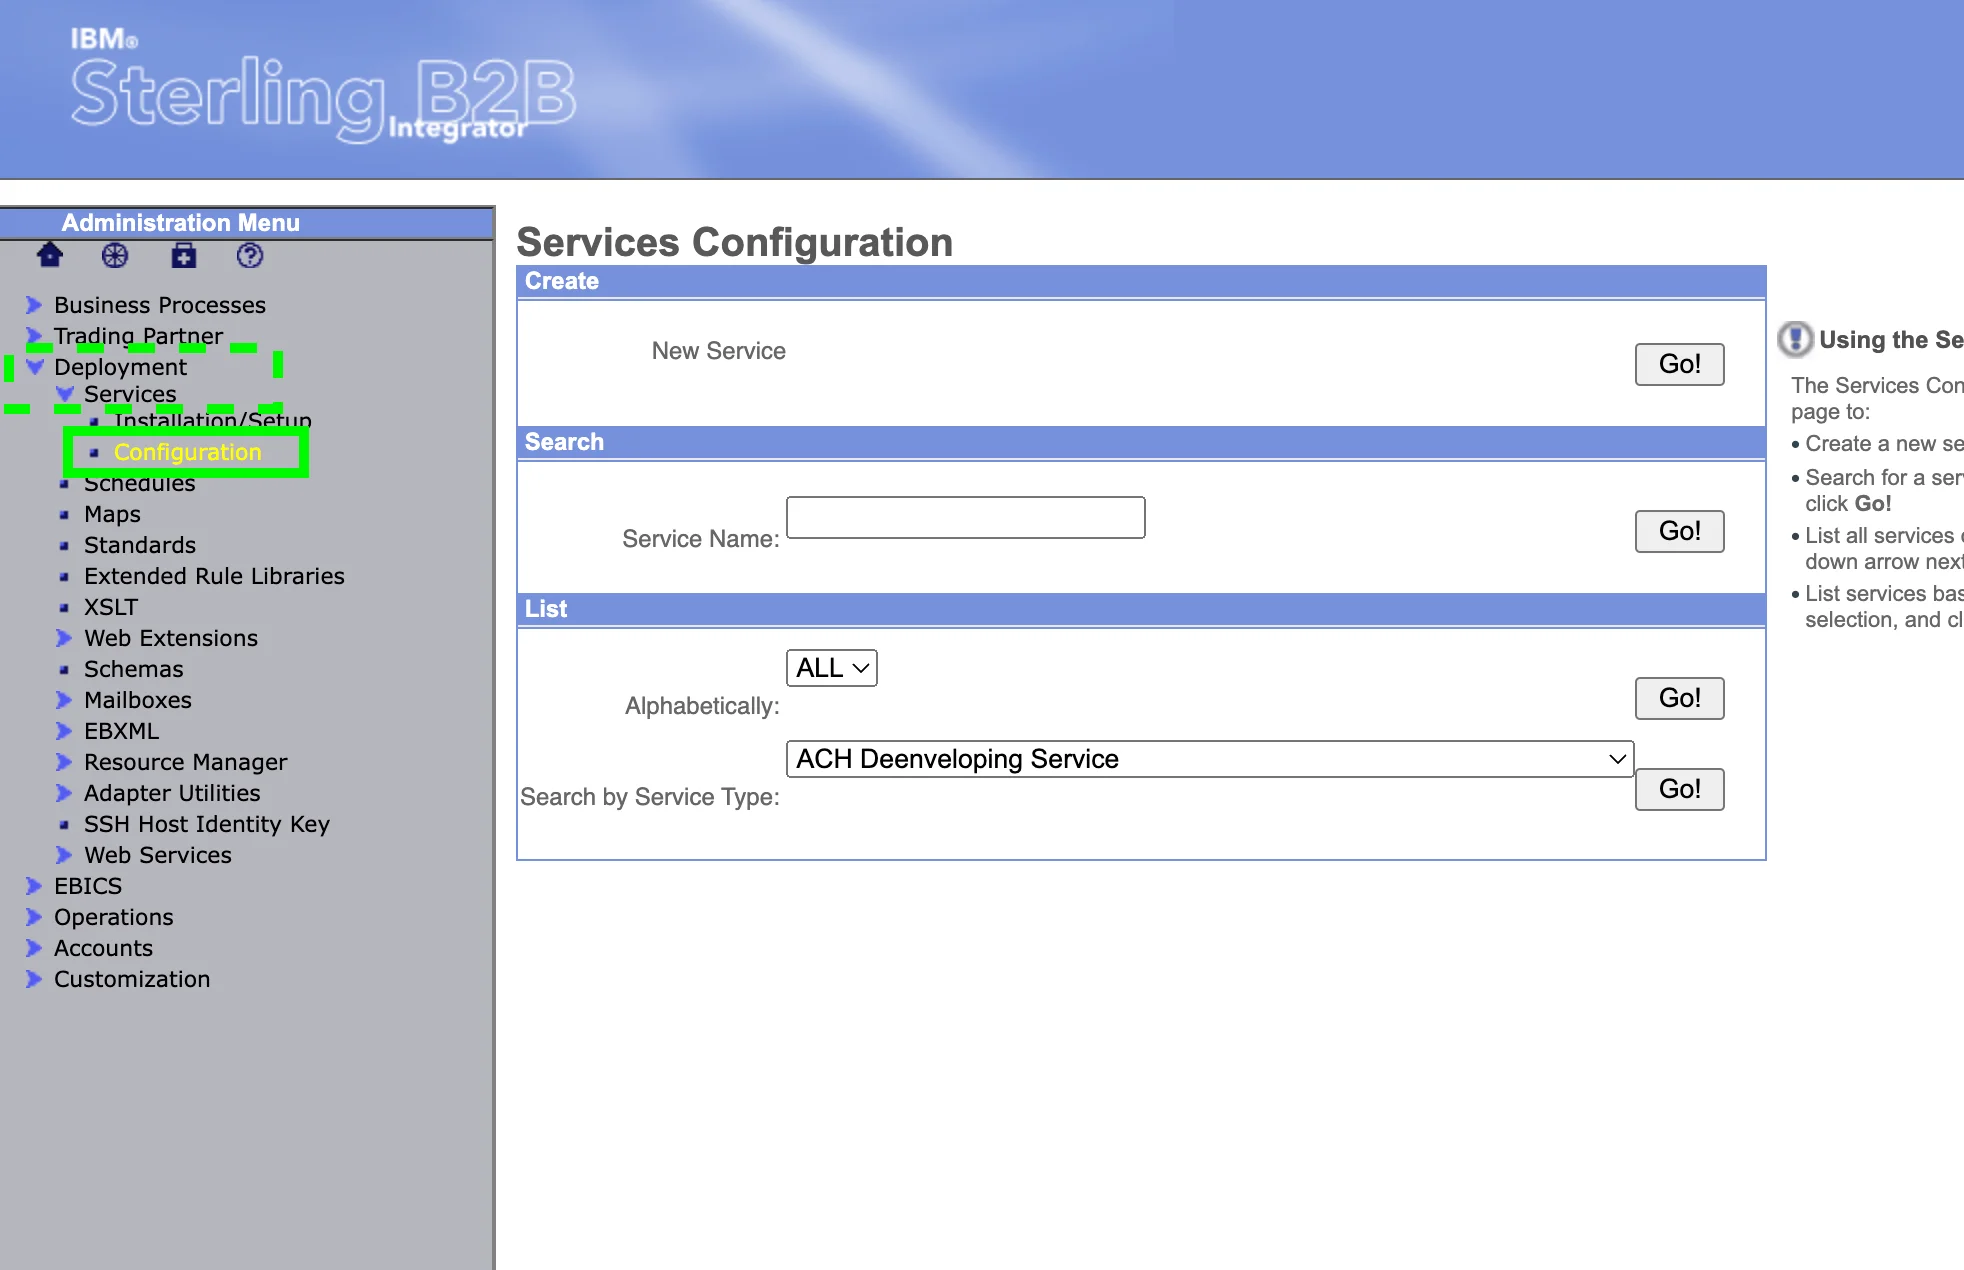 IBM®
Sterling B2B
Integrator
Administration Menu
Business Processes
Trading Partner
Deployment
Services
Installation/Setup
Configuration
Schedules
Maps
Standards
Extended Rule Libraries
XSLT
Web Extensions
Schemas
Mailboxes
EBXML
Resource Manager
Adapter Utilities
SSH Host Identity Key
Web Services
EBICS
Operations
Accounts
Customization
Services Configuration
Create
New Service
Go!
Search
Service Name:
Go!
List
Alphabetically:
ALL
Go!
Search by Service Type:
ACH Deenveloping Service
Go!
Using the Se
The Services Con
page to:
• Create a new se
• Search for a ser
click Go!
• List all services
down arrow next
• List services bas
selection, and cl